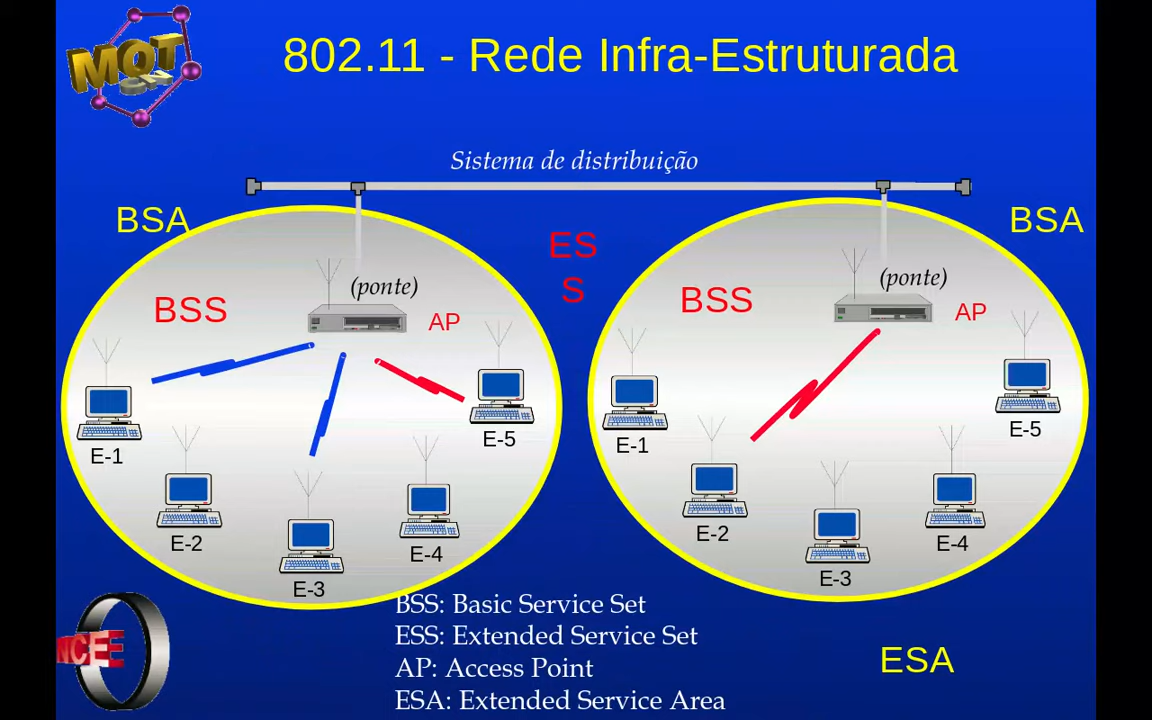 MQT
802.11 - Rede Infra-Estruturada
Sistema de distribuição
BSA
BSA
ES
S
(ponte)
(ponte)
BSS
AP
BSS
AP
E-1
E-2
E-3
E-4
E-5
E-1
E-2
E-3
E-4
E-5
BSS: Basic Service Set
ESS: Extended Service Set
AP: Access Point
ESA: Extended Service Area
ESA